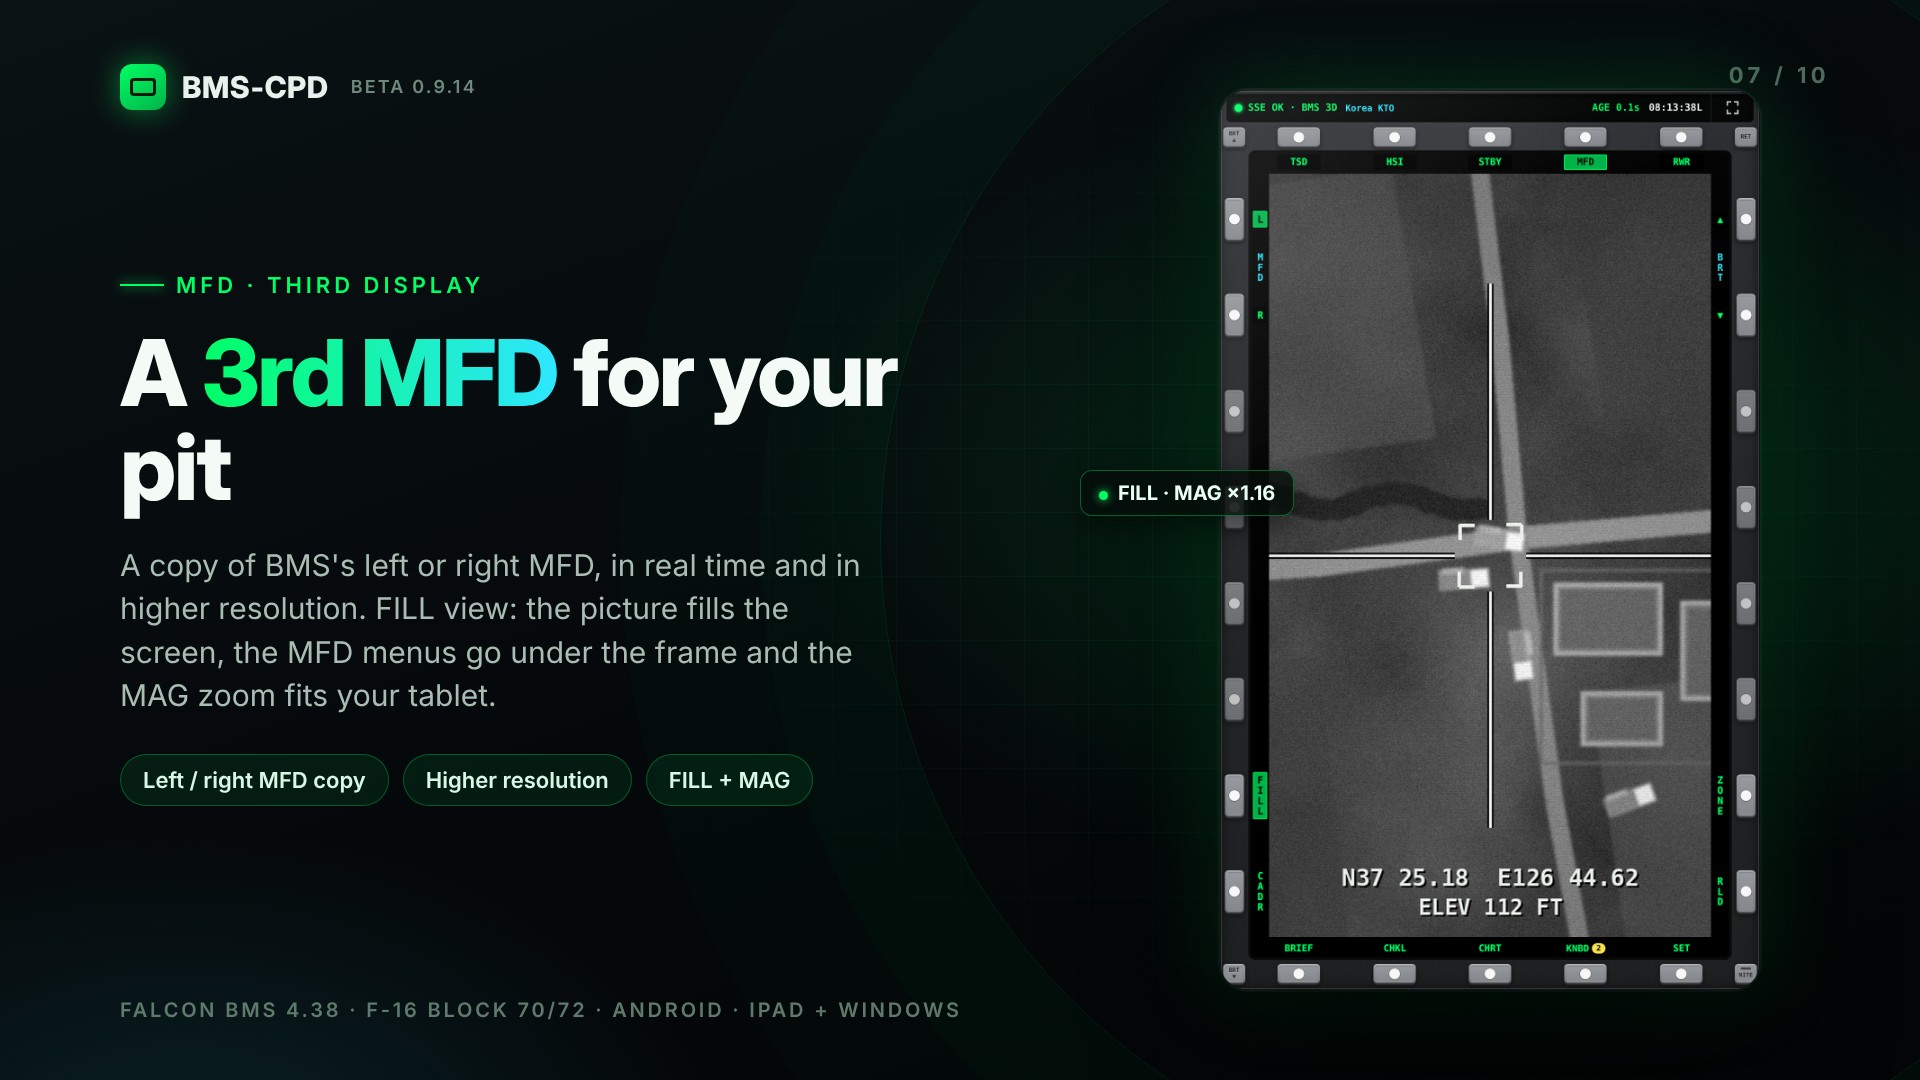 BMS-CPD BETA 0.9.14
07 / 10
MFD · THIRD DISPLAY
A 3rd MFD for your
pit
A copy of BMS's left or right MFD, in real time and in
higher resolution. FILL view: the picture fills the
screen, the MFD menus go under the frame and the
MAG zoom fits your tablet.
Left / right MFD copy
Higher resolution
FILL + MAG
FALCON BMS 4.38 · F-16 BLOCK 70/72 · ANDROID · IPAD + WINDOWS
SSE OK · BMS 3D Korea KTO AGE 0.1s 08:13:38L
BRT
RET
TSD HSI STBY MFD RWR
L
MFD
R
▲
BRT
▼
FILL · MAG ×1.16
FILL
ZONE
CADR
RLD
N37 25.18 E126 44.62
ELEV 112 FT
BRIEF CHKL CHRT KNBD 2 SET
BRT
NITE